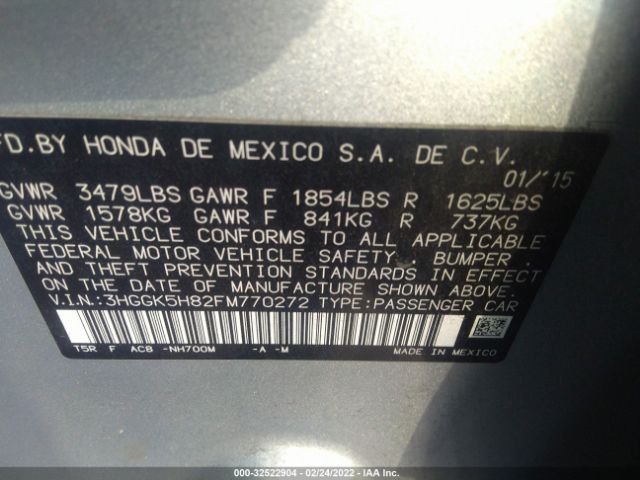 FD.BY HONDA DE MEXICO S.A. DE C.V.
01/'15
GVWR 3479LBS GAWR F 1854LBS R 1625LBS
GVWR 1578KG GAWR F 841KG R 737KG
THIS VEHICLE CONFORMS TO ALL APPLICABLE
FEDERAL MOTOR VEHICLE SAFETY, BUMPER,
AND THEFT PREVENTION STANDARDS IN EFFECT
ON THE DATE OF MANUFACTURE SHOWN ABOVE.
V.I.N.:3HGGK5H82FM770272 TYPE:PASSENGER CAR
T5R F AC8 -NH700M -A -M MADE IN MEXICO
000-32522904 - 02/24/2022 - IAA Inc.